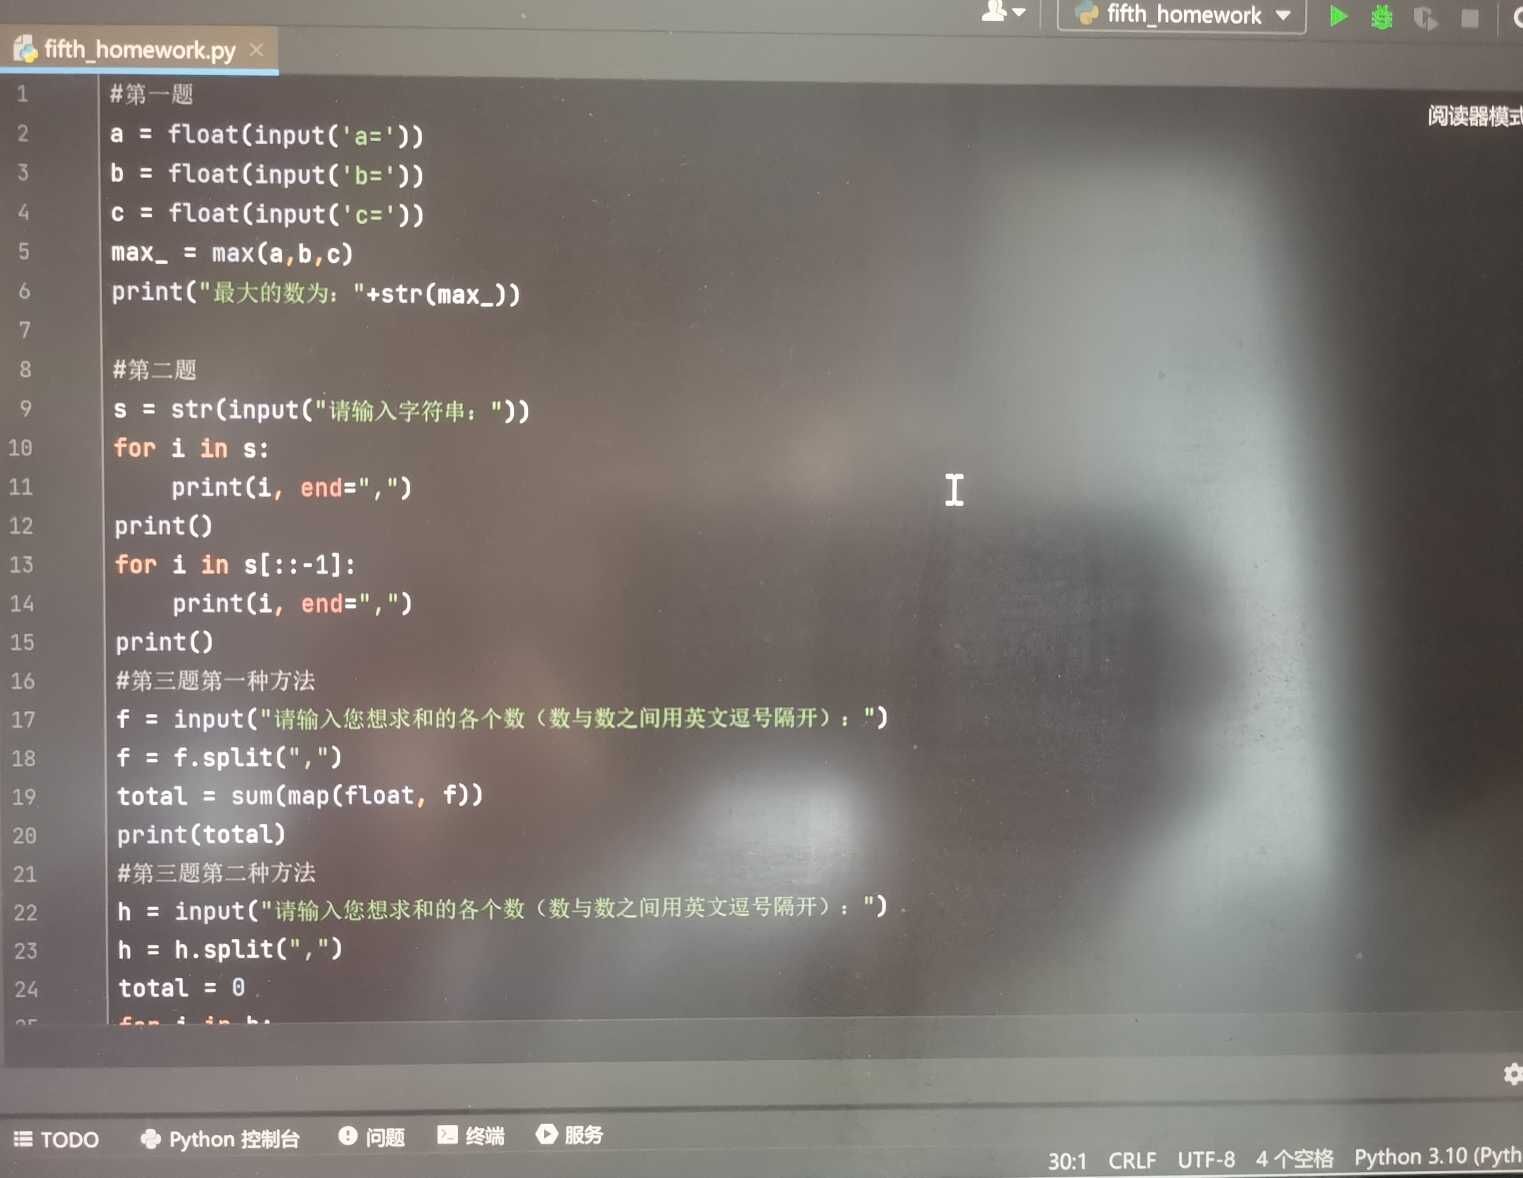 fifth_homework
fifth_homework.py
阅读器模式
1 #第一题
2 a = float(input('a='))
3 b = float(input('b='))
4 c = float(input('c='))
5 max_ = max(a,b,c)
6 print("最大的数为："+str(max_))
7
8 #第二题
9 s = str(input("请输入字符串："))
10 for i in s:
11     print(i, end=",")
12 print()
13 for i in s[::-1]:
14     print(i, end=",")
15 print()
16 #第三题第一种方法
17 f = input("请输入您想求和的各个数（数与数之间用英文逗号隔开）：")
18 f = f.split(",")
19 total = sum(map(float, f))
20 print(total)
21 #第三题第二种方法
22 h = input("请输入您想求和的各个数（数与数之间用英文逗号隔开）：")
23 h = h.split(",")
24 total = 0
25 for i in h:
TODO Python 控制台 问题 终端 服务
30:1 CRLF UTF-8 4 个空格 Python 3.10 (Pyth